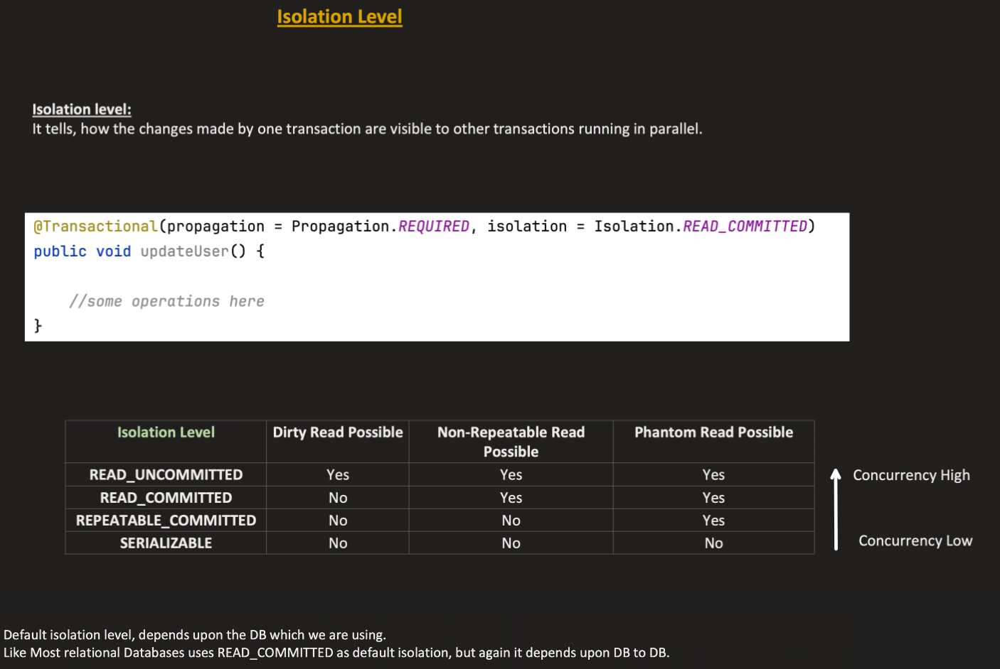 Isolation Level
Isolation level:
It tells, how the changes made by one transaction are visible to other transactions running in parallel.
@Transactional(propagation = Propagation.REQUIRED, isolation = Isolation.READ_COMMITTED)
public void updateUser() {
//some operations here
}
Isolation Level Dirty Read Possible Non-Repeatable Read Possible Phantom Read Possible
READ_UNCOMMITTED Yes Yes Yes Concurrency High
READ_COMMITTED No Yes Yes
REPEATABLE_COMMITTED No No Yes
SERIALIZABLE No No No Concurrency Low
Default isolation level, depends upon the DB which we are using.
Like Most relational Databases uses READ_COMMITTED as default isolation, but again it depends upon DB to DB.